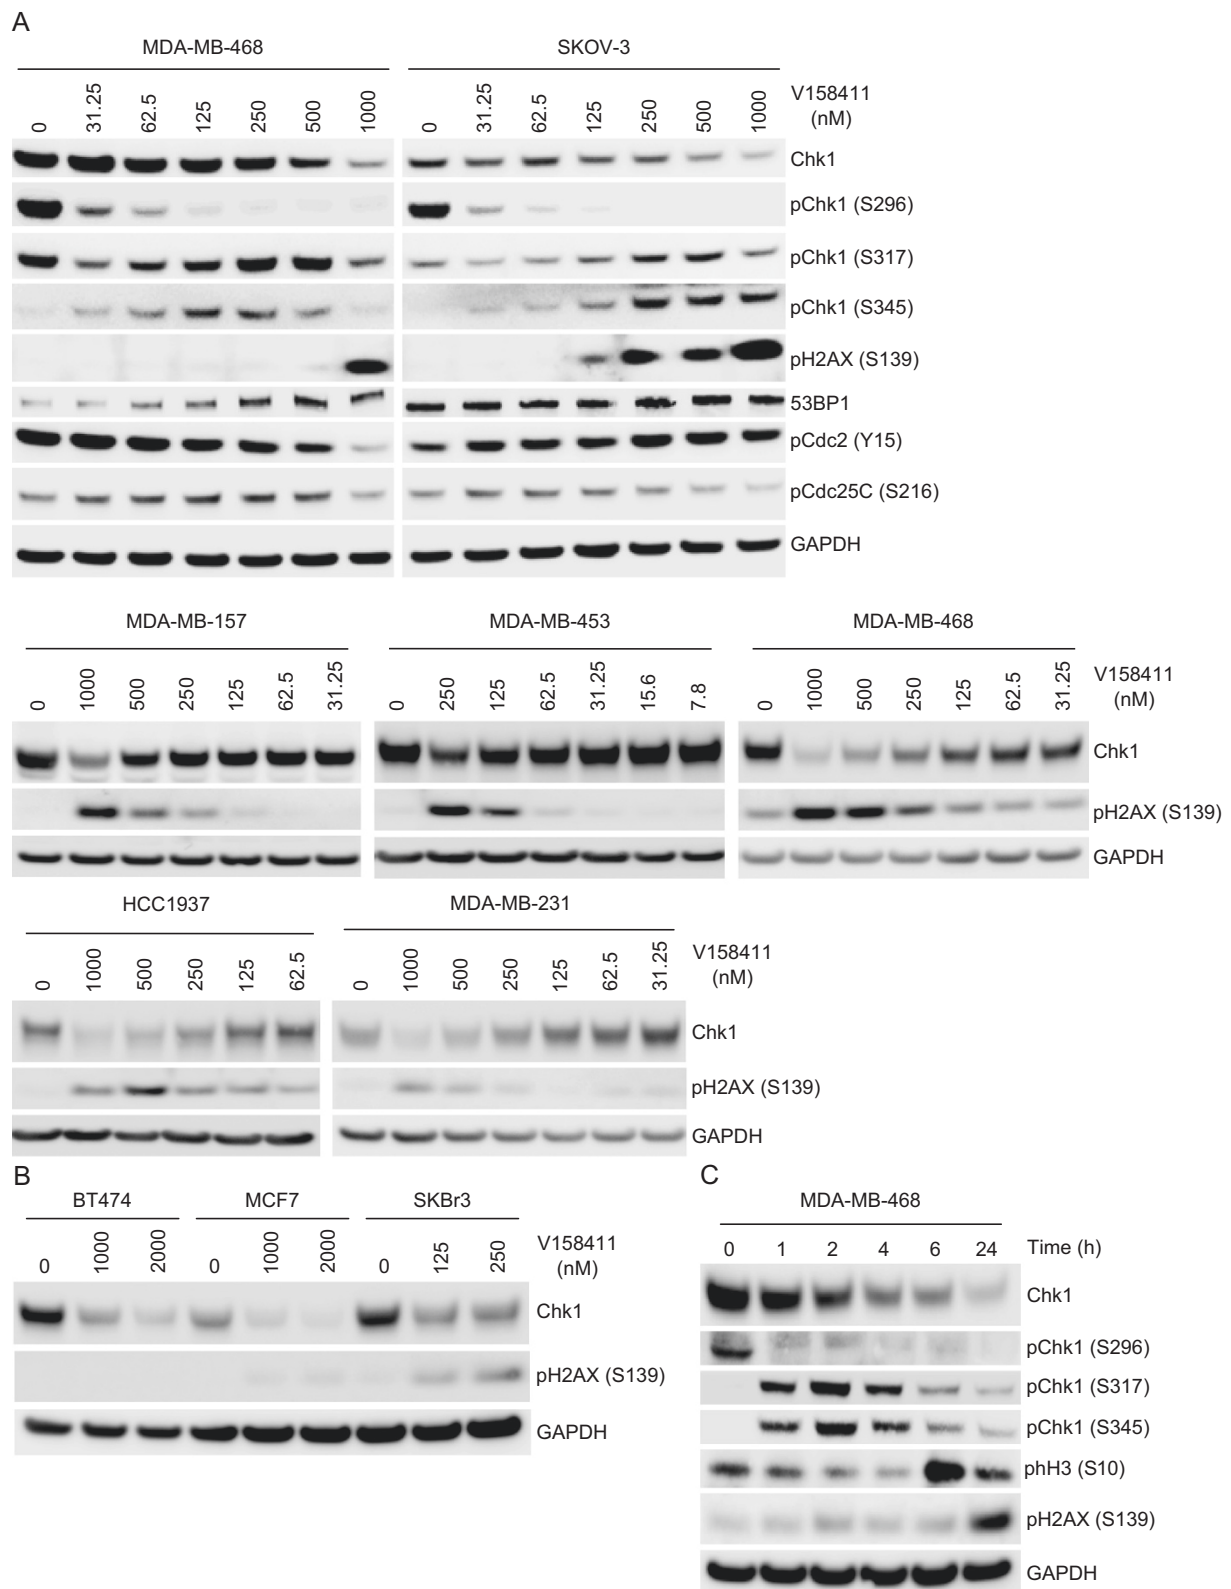 A
MDA-MB-468 SKOV-3
0 31.25 62.5 125 250 500 1000 0 31.25 62.5 125 250 500 1000 V158411 (nM)
Chk1
pChk1 (S296)
pChk1 (S317)
pChk1 (S345)
pH2AX (S139)
53BP1
pCdc2 (Y15)
pCdc25C (S216)
GAPDH
MDA-MB-157 MDA-MB-453 MDA-MB-468
0 1000 500 250 125 62.5 31.25 0 250 125 62.5 31.25 15.6 7.8 0 1000 500 250 125 62.5 31.25 V158411 (nM)
Chk1
pH2AX (S139)
GAPDH
HCC1937 MDA-MB-231
0 1000 500 250 125 62.5 0 1000 500 250 125 62.5 31.25 V158411 (nM)
Chk1
pH2AX (S139)
GAPDH
B
BT474 MCF7 SKBr3
0 1000 2000 0 1000 2000 0 125 250 V158411 (nM)
Chk1
pH2AX (S139)
GAPDH
C
MDA-MB-468
0 1 2 4 6 24 Time (h)
Chk1
pChk1 (S296)
pChk1 (S317)
pChk1 (S345)
phH3 (S10)
pH2AX (S139)
GAPDH